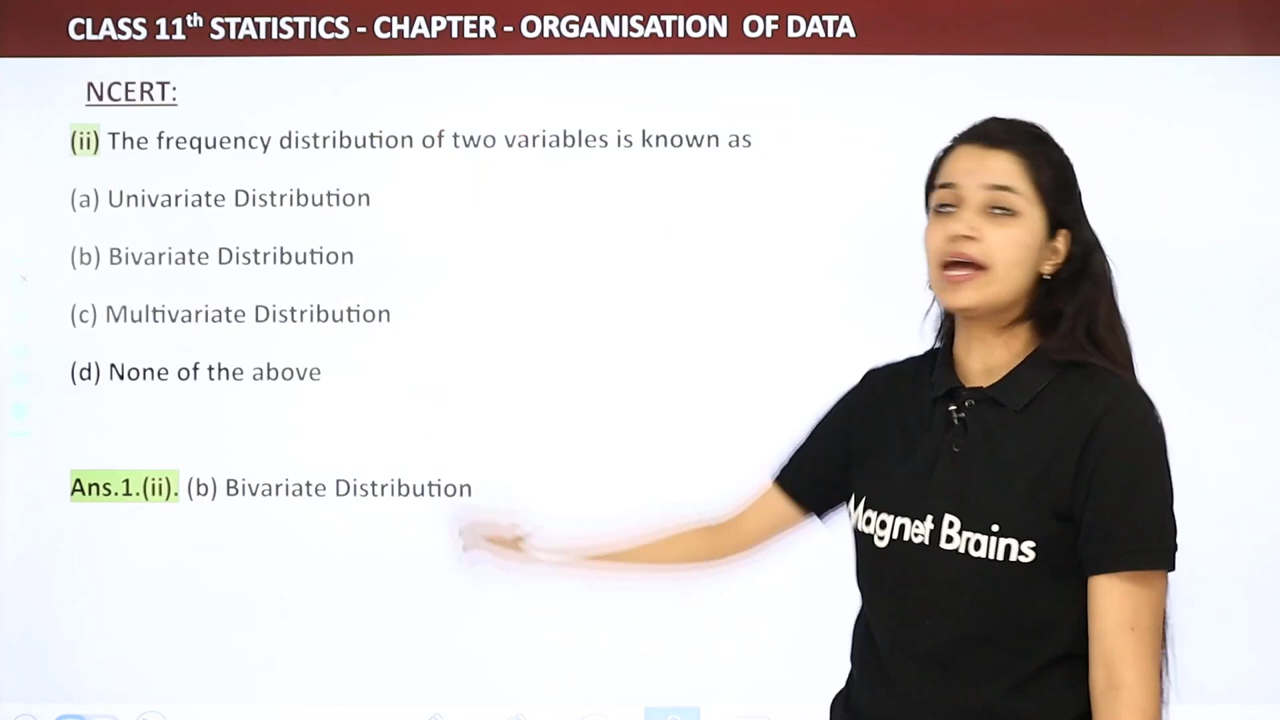 CLASS 11th STATISTICS - CHAPTER - ORGANISATION OF DATA
NCERT:
(ii) The frequency distribution of two variables is known as
(a) Univariate Distribution
(b) Bivariate Distribution
(c) Multivariate Distribution
(d) None of the above
Ans.1.(ii). (b) Bivariate Distribution
Magnet Brains